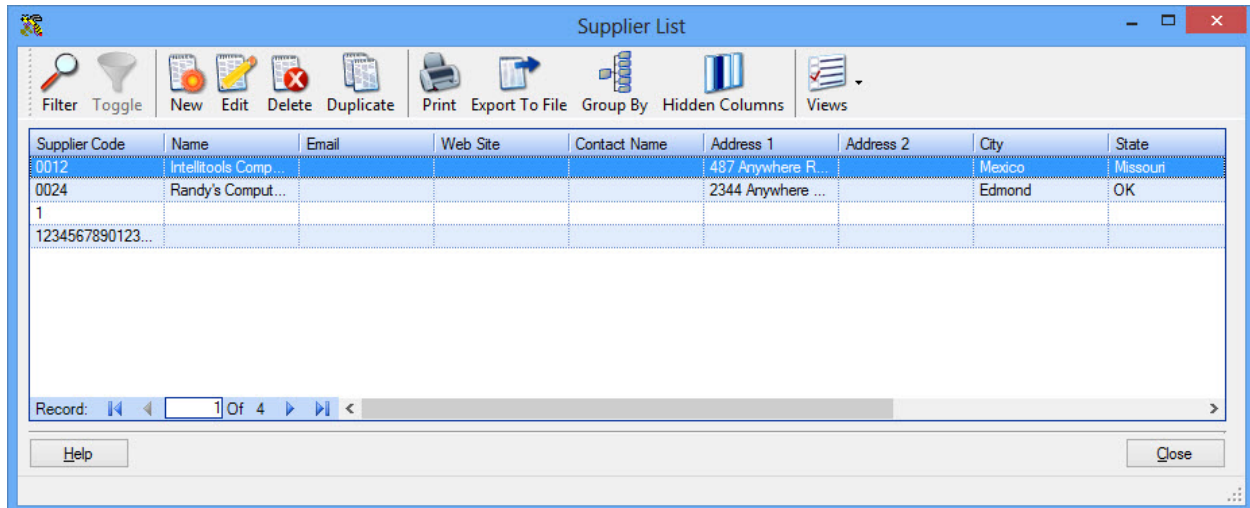 Supplier List
Filter Toggle New Edit Delete Duplicate Print Export To File Group By Hidden Columns Views
Supplier Code Name Email Web Site Contact Name Address 1 Address 2 City State
0012 Intellitools Comp... 487 Anywhere R... Mexico Missouri
0024 Randy's Comput... 2344 Anywhere ... Edmond OK
1
1234567890123...
Record: 1 Of 4
Help Close